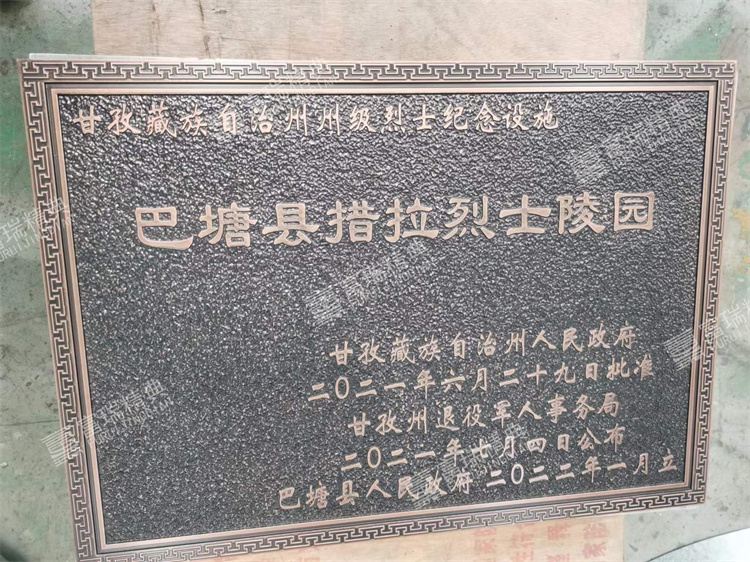 甘孜藏族自治州州级烈士纪念设施
巴塘县措拉烈士陵园
甘孜藏族自治州人民政府
二〇二一年六月二十九日批准
甘孜州退役军人事务局
二〇二一年七月四日公布
巴塘县人民政府 二〇二二年一月立